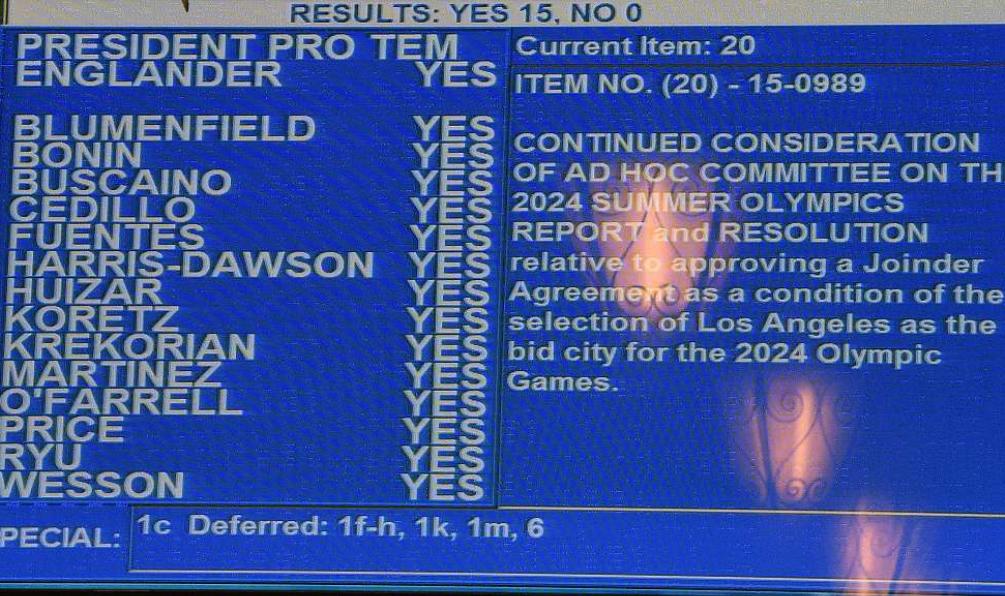 RESULTS: YES 15, NO 0
PRESIDENT PRO TEM
ENGLANDER YES
BLUMENFIELD YES
BONIN YES
BUSCAINO YES
CEDILLO YES
FUENTES YES
HARRIS-DAWSON YES
HUIZAR YES
KORETZ YES
KREKORIAN YES
MARTINEZ YES
O'FARRELL YES
PRICE YES
RYU YES
WESSON YES
Current Item: 20
ITEM NO. (20) - 15-0989
CONTINUED CONSIDERATION
OF AD HOC COMMITTEE ON TH
2024 SUMMER OLYMPICS
REPORT and RESOLUTION
relative to approving a Joinder
Agreement as a condition of the
selection of Los Angeles as the
bid city for the 2024 Olympic
Games.
PECIAL: 1c Deferred: 1f-h, 1k, 1m, 6